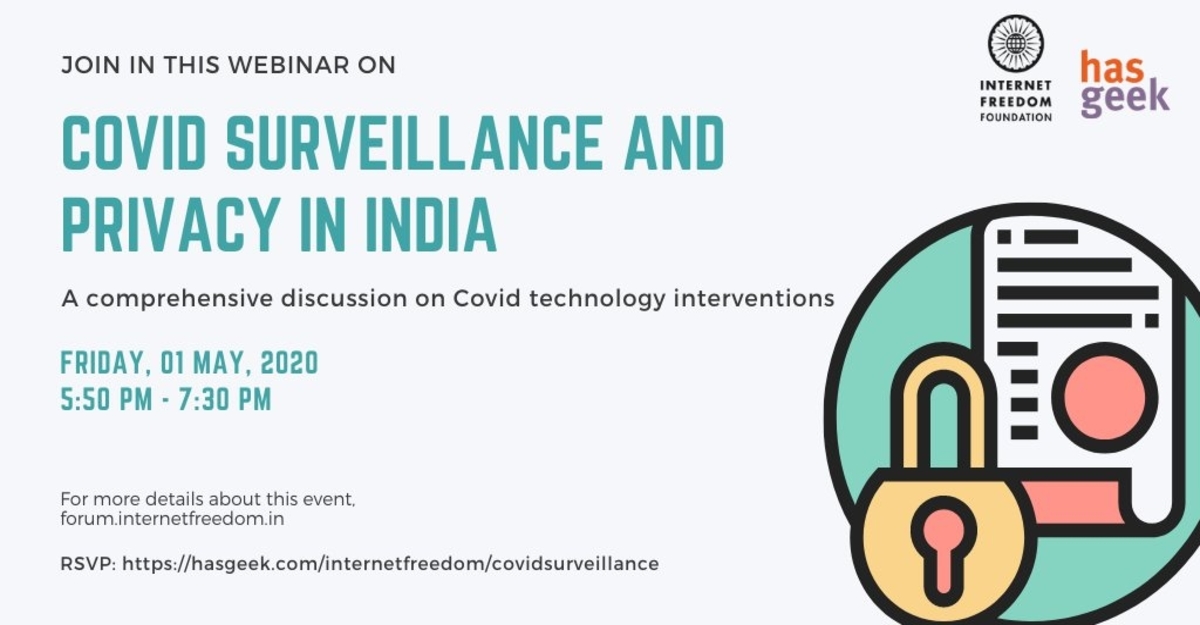 JOIN IN THIS WEBINAR ON
COVID SURVEILLANCE AND
PRIVACY IN INDIA
A comprehensive discussion on Covid technology interventions
FRIDAY, 01 MAY, 2020
5:50 PM - 7:30 PM
For more details about this event,
forum.internetfreedom.in
RSVP: https://hasgeek.com/internetfreedom/covidsurveillance
INTERNET
FREEDOM
FOUNDATION
has
geek